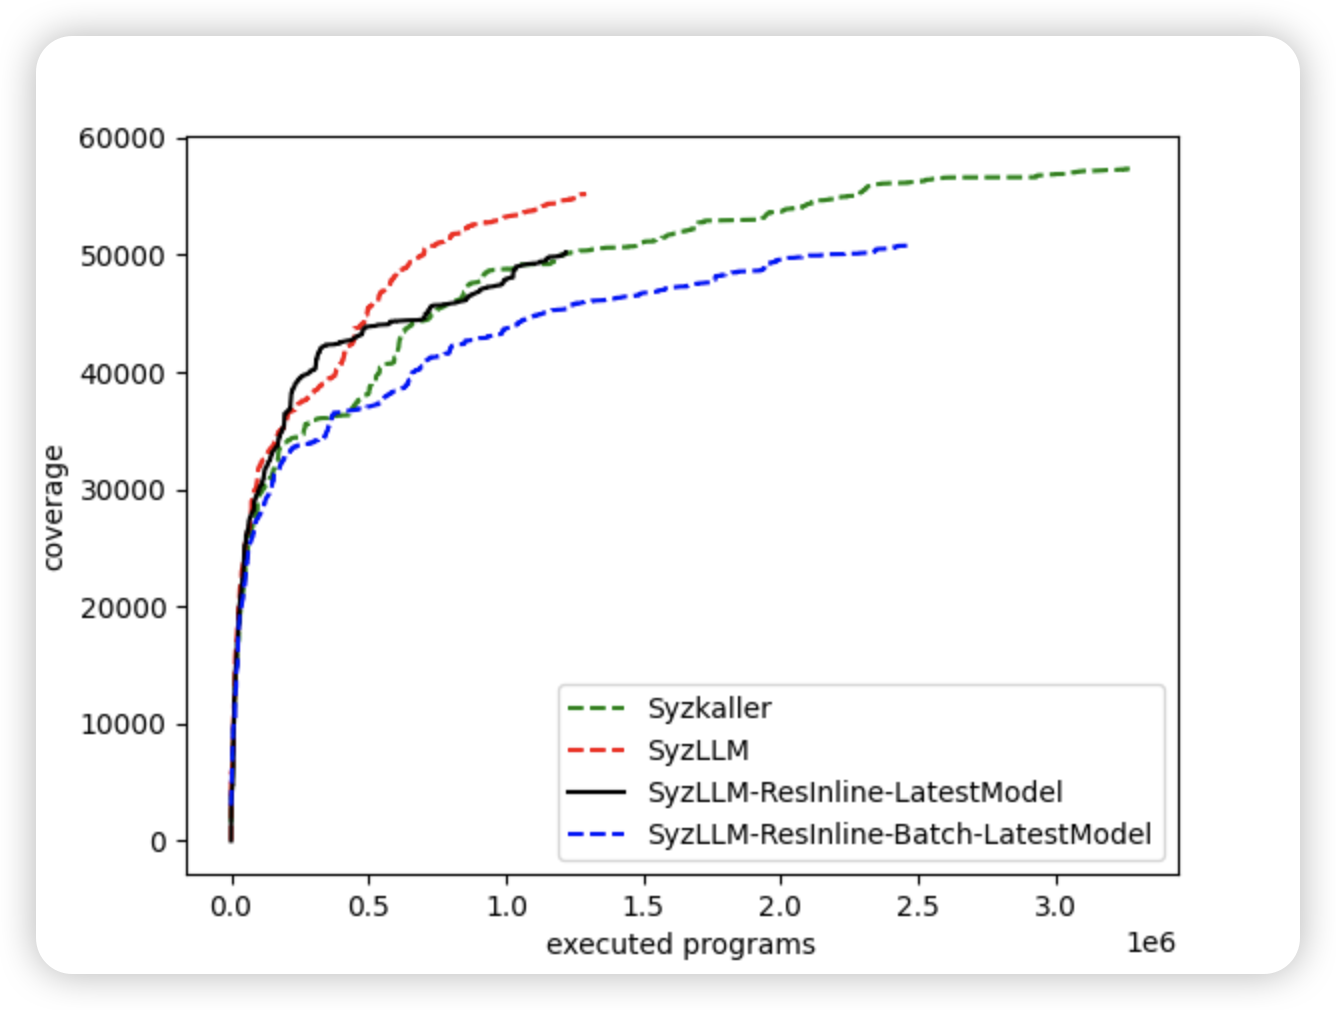 60000
50000
40000
30000
20000
10000
0
coverage
Syzkaller
SyzLLM
SyzLLM-ResInline-LatestModel
SyzLLM-ResInline-Batch-LatestModel
0.0 0.5 1.0 1.5 2.0 2.5 3.0
executed programs
1e6